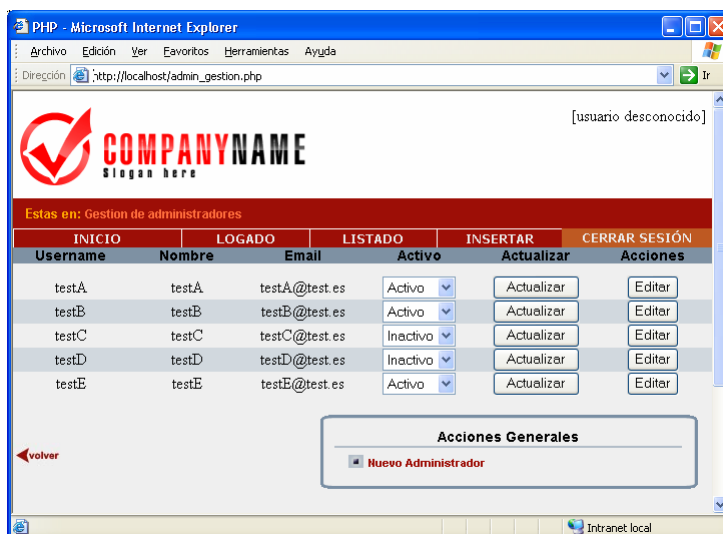 PHP - Microsoft Internet Explorer
Archivo Edición Ver Favoritos Herramientas Ayuda
Dirección http://localhost/admin_gestion.php Ir
[usuario desconocido]
COMPANYNAME
Slogan here
Estas en: Gestion de administradores
INICIO LOGADO LISTADO INSERTAR CERRAR SESIÓN
Username Nombre Email Activo Actualizar Acciones
testA testA testA@test.es Activo Actualizar Editar
testB testB testB@test.es Activo Actualizar Editar
testC testC testC@test.es Inactivo Actualizar Editar
testD testD testD@test.es Inactivo Actualizar Editar
testE testE testE@test.es Activo Actualizar Editar
Acciones Generales
volver
Nuevo Administrador
Intranet local